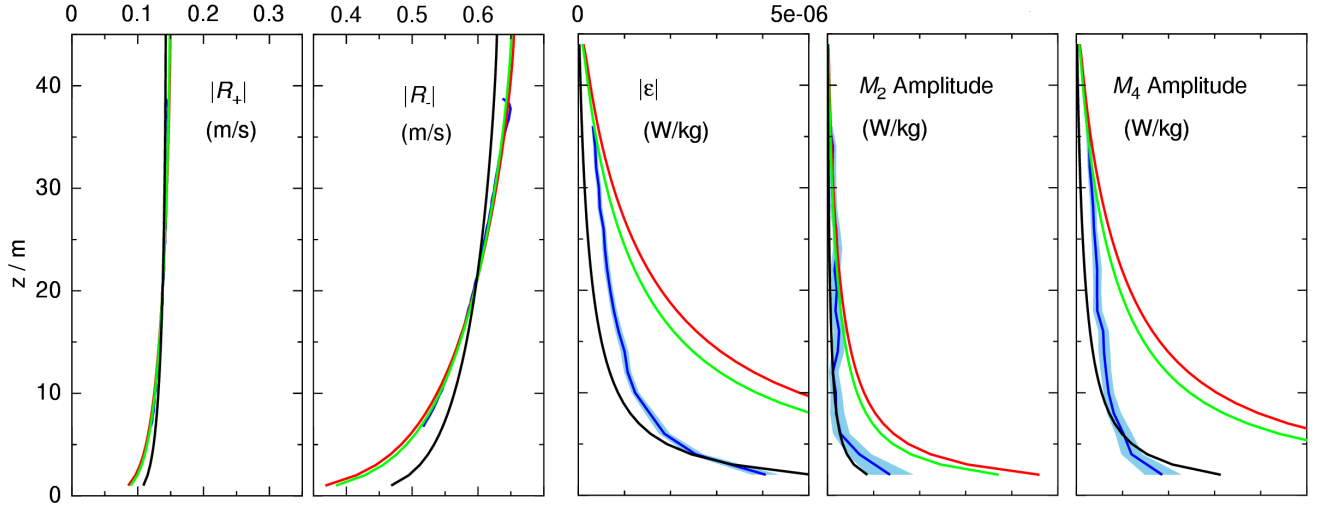 0 0.1 0.2 0.3 0.4 0.5 0.6 0 5e-06
40
30
20
10
0
z / m
|R+|
(m/s)
|R-|
(m/s)
|ε|
(W/kg)
M2 Amplitude
(W/kg)
M4 Amplitude
(W/kg)